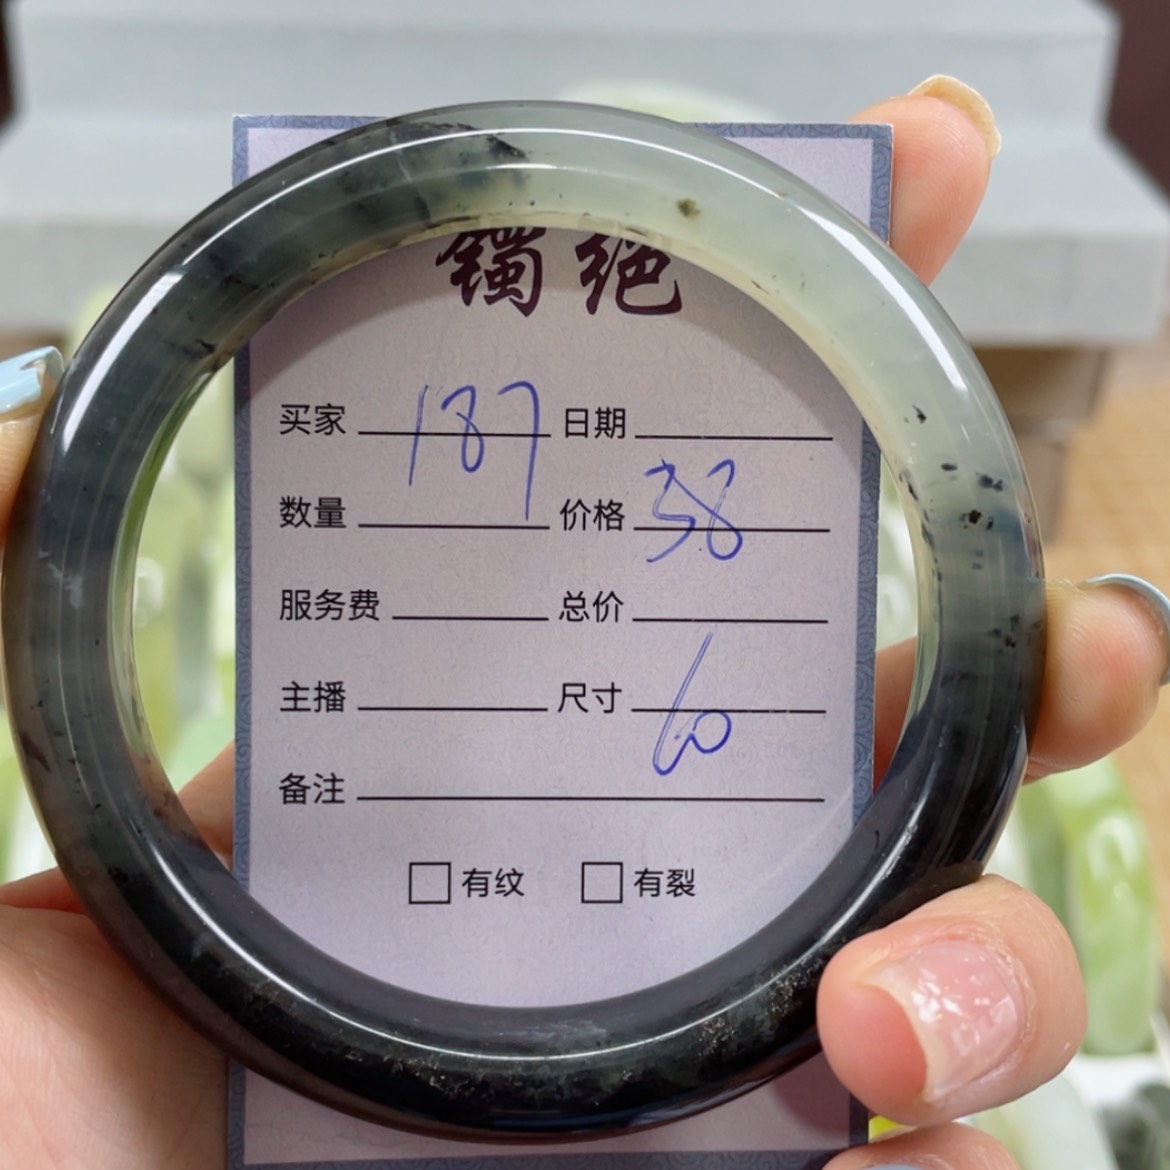 镯绝
买家 187 日期
数量 价格 38
服务费 总价
主播 尺寸 60
备注
有纹 有裂